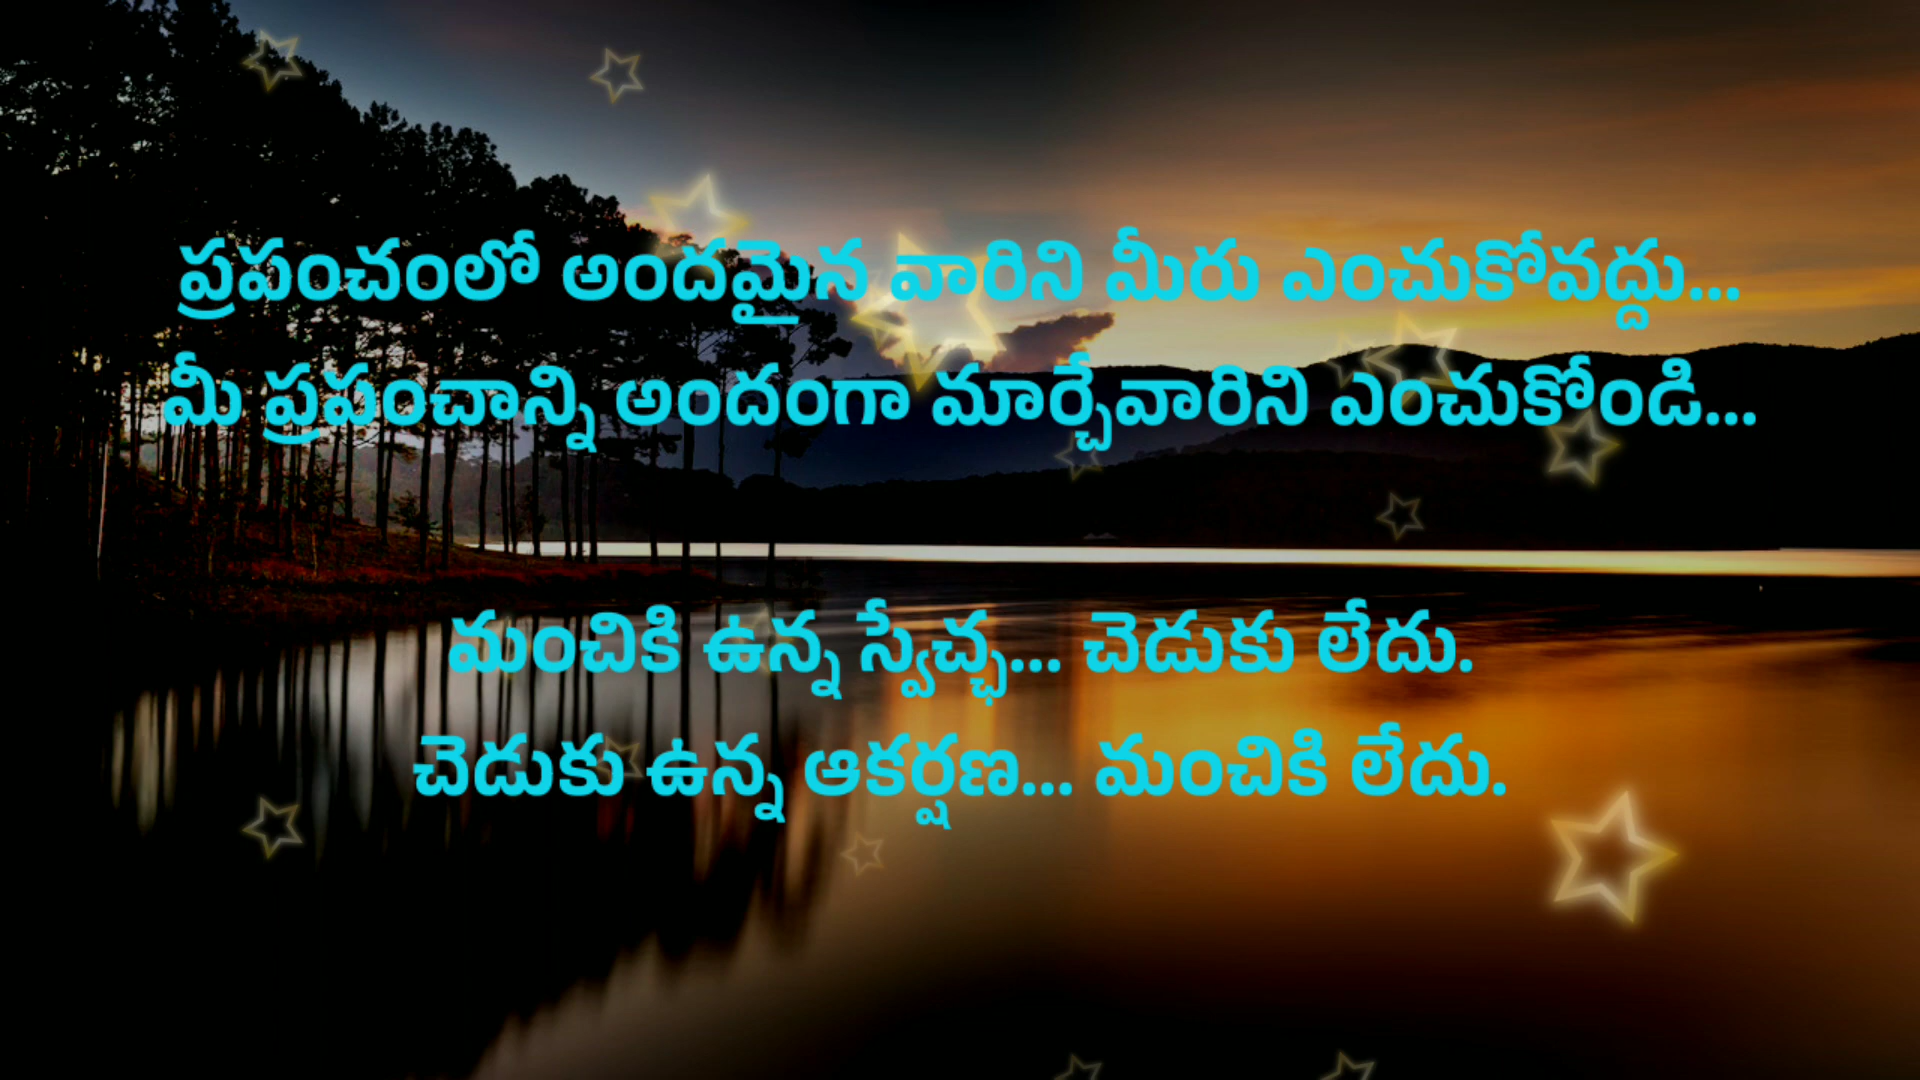 ప్రపంచంలో అందమైన వారిని మీరు ఎంచుకోవద్దు...
మీ ప్రపంచాన్ని అందంగా మార్చేవారిని ఎంచుకోండి...
మంచికి ఉన్న స్వేచ్ఛ... చెడుకు లేదు.
చెడుకు ఉన్న ఆకర్షణ... మంచికి లేదు.